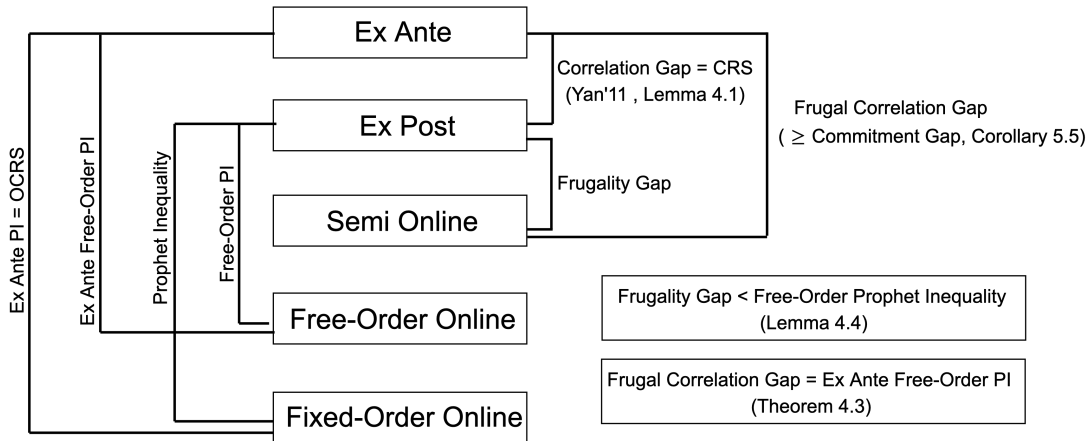 Ex Ante
Ex Post
Semi Online
Free-Order Online
Fixed-Order Online
Ex Ante PI = OCRS
Ex Ante Free-Order PI
Prophet Inequality
Free-Order PI
Correlation Gap = CRS
(Yan'11 , Lemma 4.1)
Frugality Gap
Frugal Correlation Gap
( ≥ Commitment Gap, Corollary 5.5)
Frugality Gap < Free-Order Prophet Inequality
(Lemma 4.4)
Frugal Correlation Gap = Ex Ante Free-Order PI
(Theorem 4.3)